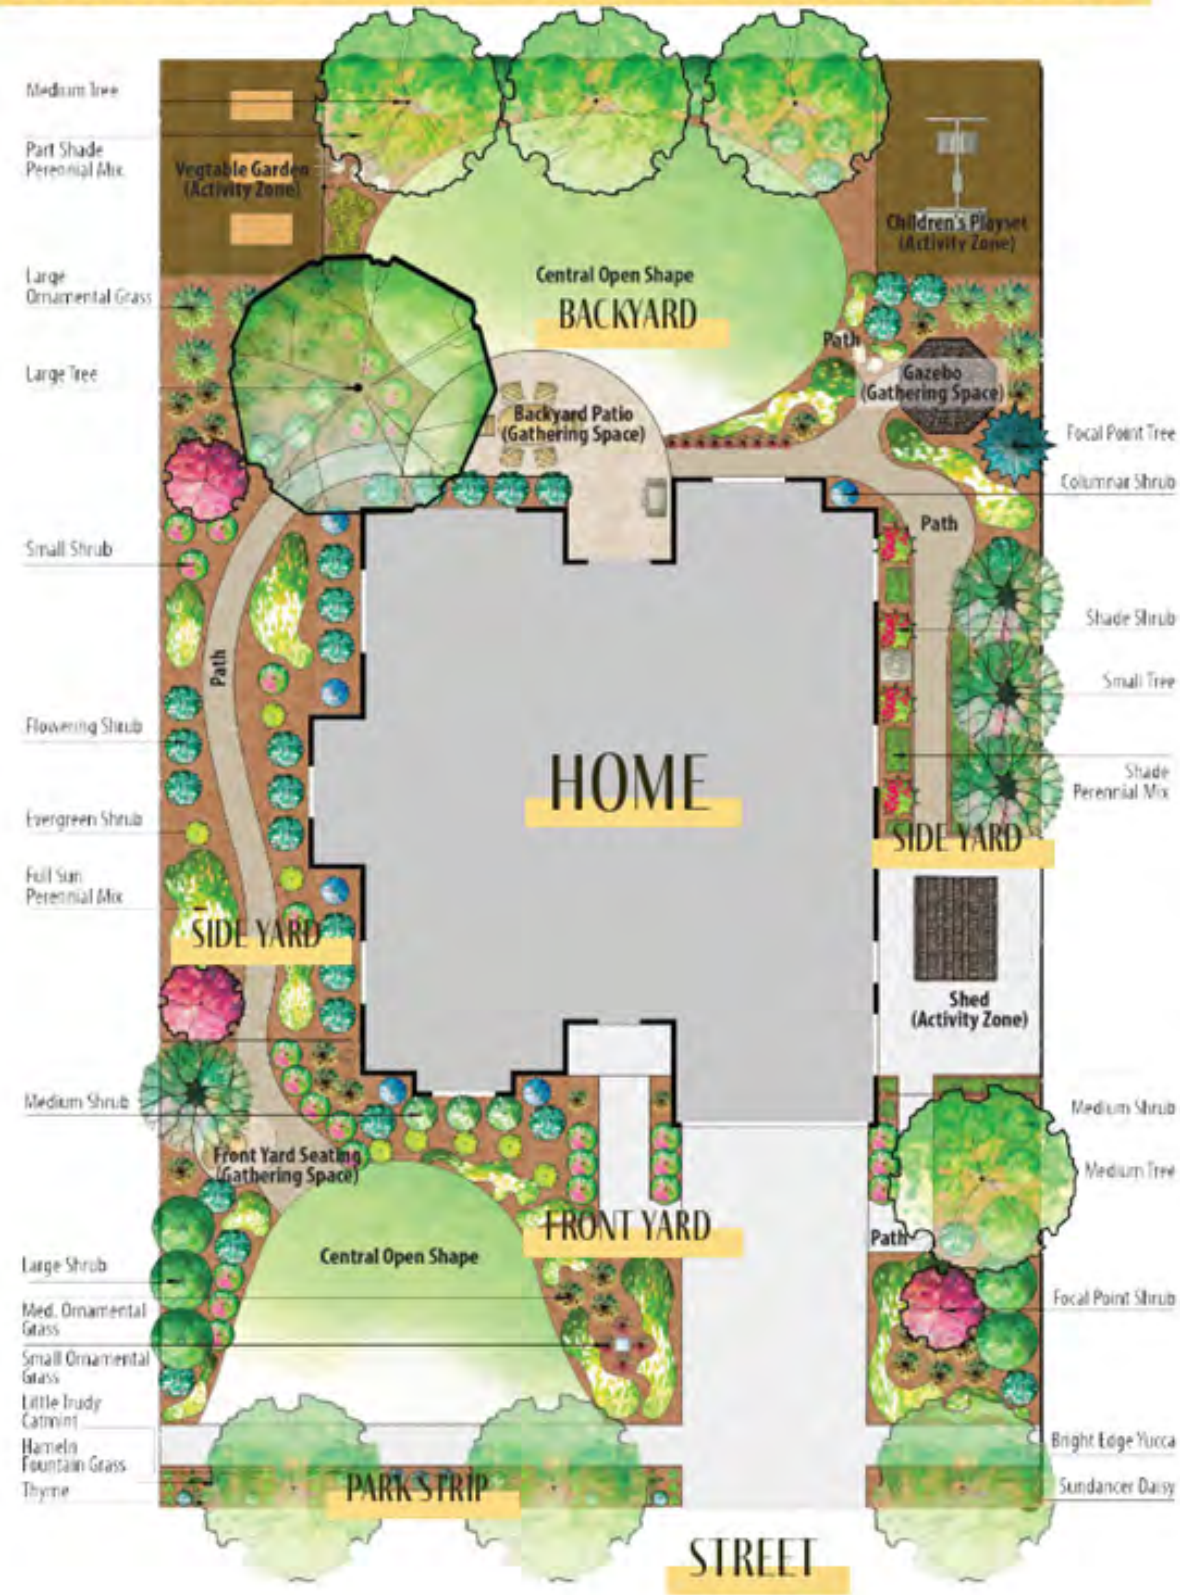 Medium Tree
Part Shade
Perennial Mix
Vegtable Garden
(Activity Zone)
Children's Playset
(Activity Zone)
Large
Ornamental Grass
Central Open Shape
BACKYARD
Path
Large Tree
Gazebo
(Gathering Space)
Backyard Patio
(Gathering Space)
Focal Point Tree
Columnar Shrub
Path
Small Shrub
Shade Shrub
Path
Small Tree
Flowering Shrub
HOME
Shade
Perennial Mix
Evergreen Shrub
SIDE YARD
Full Sun
Perennial Mix
SIDE YARD
Shed
(Activity Zone)
Medium Shrub
Medium Shrub
Front Yard Seating
(Gathering Space)
Medium Tree
FRONT YARD
Path
Central Open Shape
Large Shrub
Focal Point Shrub
Med. Ornamental
Grass
Small Ornamental
Grass
Little Trudy
Catmint
Hameln
Fountain Grass
Bright Edge Yucca
Thyme
PARK STRIP
Sundancer Daisy
STREET